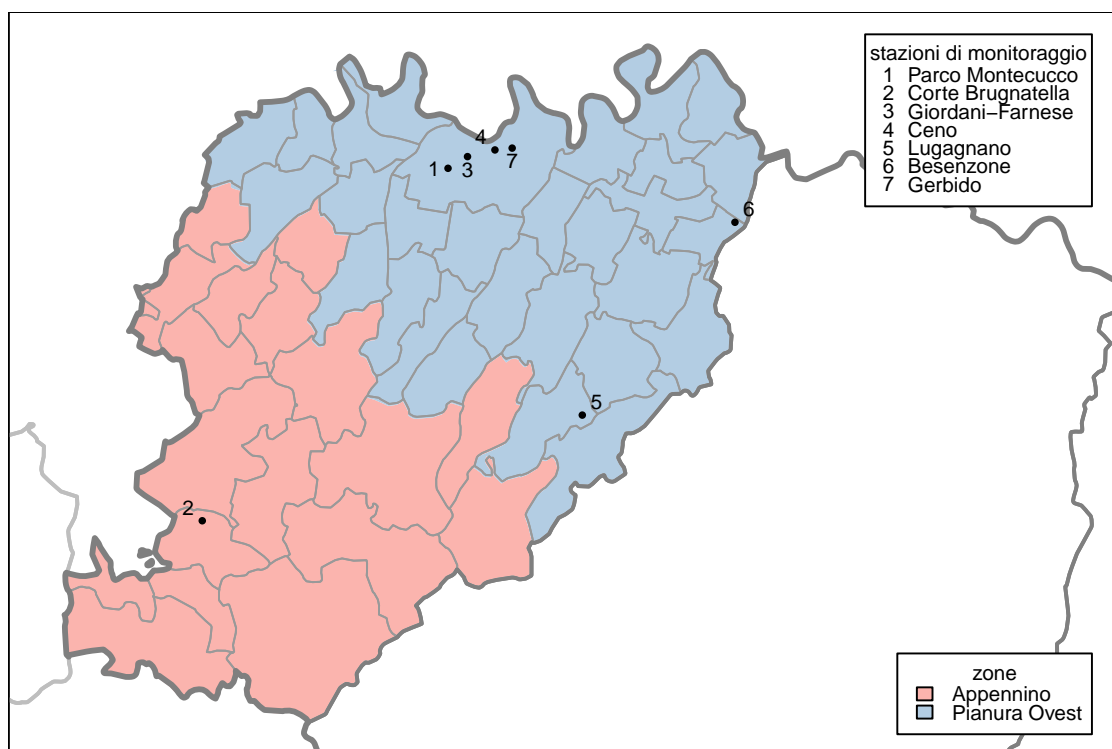 stazioni di monitoraggio
1 Parco Montecucco
2 Corte Brugnatella
3 Giordani−Farnese
4 Ceno
5 Lugagnano
6 Besenzone
7 Gerbido
4
7
1
3
6
5
2
zone
Appennino
Pianura Ovest